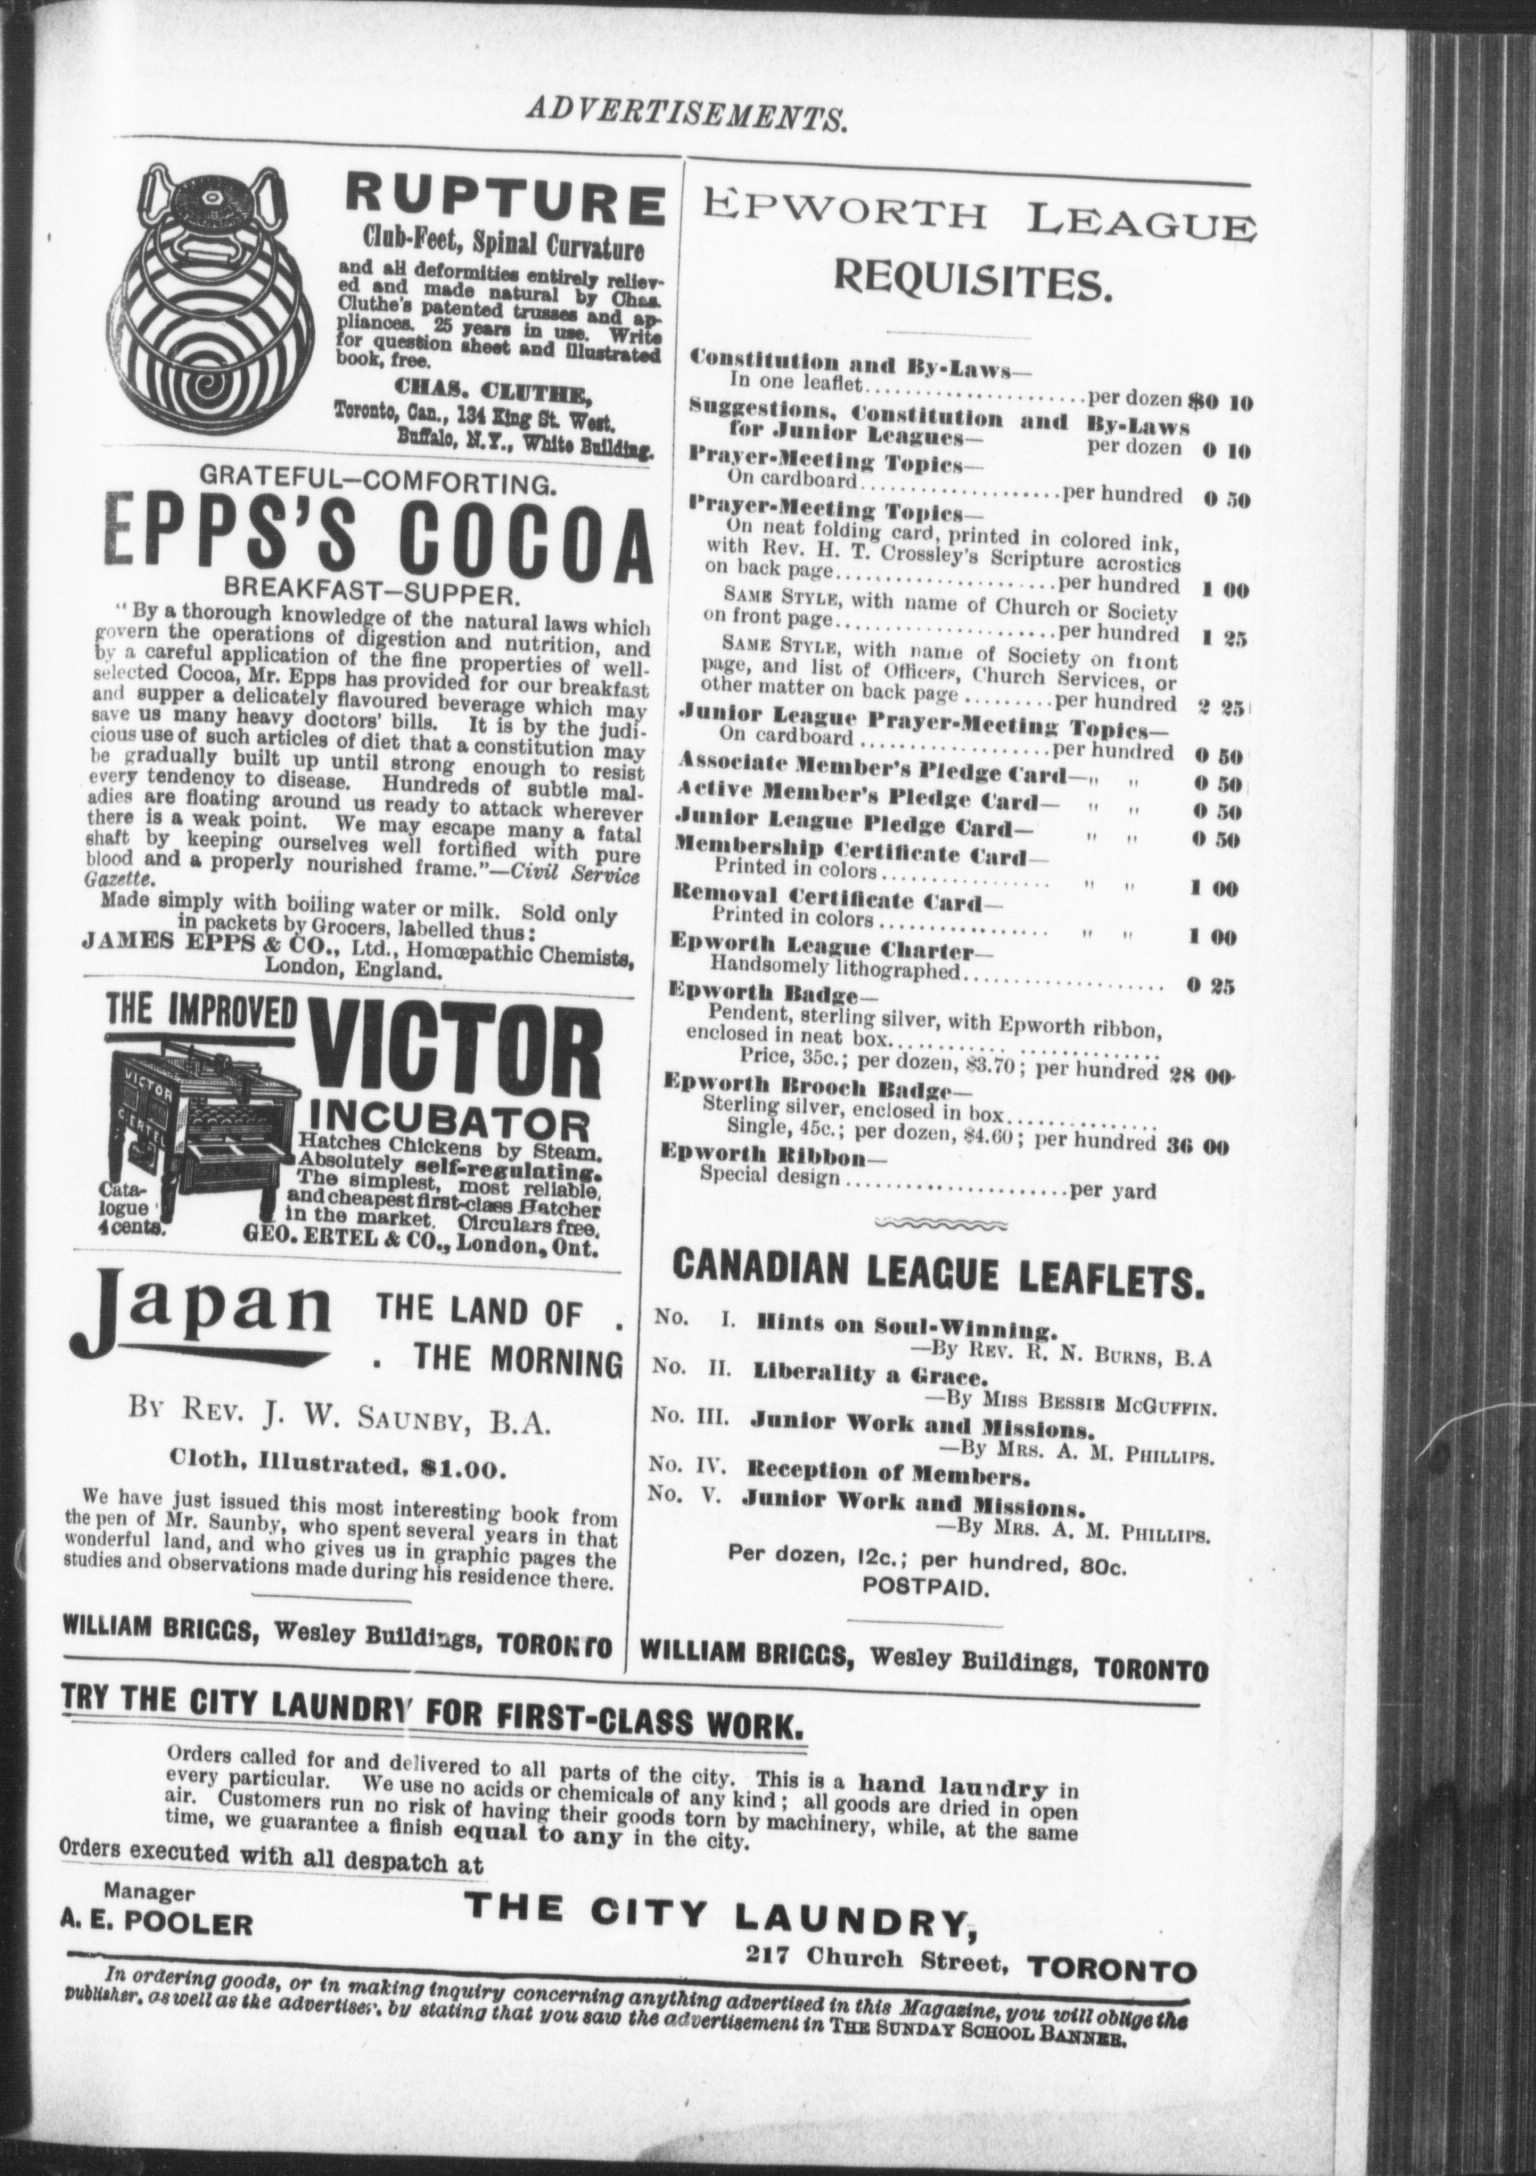 ADVERTISEMENTS.
RUPTURE
Club-Feet, Spinal Curvature
and all deformities entirely reliev-
ed and made natural by Chas.
Cluthe's patented trusses and ap-
pliances. 25 years in use. Write
for question sheet and illustrated
book, free.
CHAS. CLUTHE,
Toronto, Can., 134 King St. West.
Buffalo, N.Y., White Building.
GRATEFUL—COMFORTING.
EPPS'S COCOA
BREAKFAST—SUPPER.
"By a thorough knowledge of the natural laws which
govern the operations of digestion and nutrition, and
by a careful application of the fine properties of well-
selected Cocoa, Mr. Epps has provided for our breakfast
and supper a delicately flavoured beverage which may
save us many heavy doctors' bills. It is by the judi-
cious use of such articles of diet that a constitution may
be gradually built up until strong enough to resist
every tendency to disease. Hundreds of subtle mal-
adies are floating around us ready to attack wherever
there is a weak point. We may escape many a fatal
shaft by keeping ourselves well fortified with pure
blood and a properly nourished frame."—Civil Service
Gazette.
Made simply with boiling water or milk. Sold only
in packets by Grocers, labelled thus:
JAMES EPPS & CO., Ltd., Homœpathic Chemists,
London, England.
THE IMPROVED VICTOR
INCUBATOR
VICTOR
G. ERTEL
Hatches Chickens by Steam.
Absolutely self-regulating.
The simplest, most reliable,
and cheapest first-class Hatcher
in the market. Circulars free.
GEO. ERTEL & CO., London, Ont.
Cata-
logue
4 cents.
Japan THE LAND OF .
. THE MORNING
BY REV. J. W. SAUNBY, B.A.
Cloth, Illustrated, $1.00.
We have just issued this most interesting book from
the pen of Mr. Saunby, who spent several years in that
wonderful land, and who gives us in graphic pages the
studies and observations made during his residence there.
WILLIAM BRIGGS, Wesley Buildings, TORONTO
EPWORTH LEAGUE
REQUISITES.
Constitution and By-Laws—
In one leaflet......................per dozen $0 10
Suggestions, Constitution and By-Laws
for Junior Leagues— per dozen 0 10
Prayer-Meeting Topics—
On cardboard....................per hundred 0 50
Prayer-Meeting Topics—
On neat folding card, printed in colored ink,
with Rev. H. T. Crossley's Scripture acrostics
on back page......................per hundred 1 00
SAME STYLE, with name of Church or Society
on front page......................per hundred 1 25
SAME STYLE, with name of Society on front
page, and list of Officers, Church Services, or
other matter on back page.........per hundred 2 25
Junior League Prayer-Meeting Topics—
On cardboard...................per hundred 0 50
Associate Member's Pledge Card— " " 0 50
Active Member's Pledge Card— " " 0 50
Junior League Pledge Card— " " 0 50
Membership Certificate Card—
Printed in colors................. " " 1 00
Removal Certificate Card—
Printed in colors................. " " 1 00
Epworth League Charter—
Handsomely lithographed.................... 0 25
Epworth Badge—
Pendent, sterling silver, with Epworth ribbon,
enclosed in neat box..........................
Price, 35c.; per dozen, $3.70; per hundred 28 00
Epworth Brooch Badge—
Sterling silver, enclosed in box...............
Single, 45c.; per dozen, $4.60; per hundred 36 00
Epworth Ribbon—
Special design......................per yard
CANADIAN LEAGUE LEAFLETS.
No. I. Hints on Soul-Winning.
—By REV. R. N. BURNS, B.A
No. II. Liberality a Grace.
—By MISS BESSIE MCGUFFIN.
No. III. Junior Work and Missions.
—By MRS. A. M. PHILLIPS.
No. IV. Reception of Members.
No. V. Junior Work and Missions.
—By MRS. A. M. PHILLIPS.
Per dozen, 12c.; per hundred, 80c.
POSTPAID.
WILLIAM BRIGGS, Wesley Buildings, TORONTO
TRY THE CITY LAUNDRY FOR FIRST-CLASS WORK.
Orders called for and delivered to all parts of the city. This is a hand laundry in
every particular. We use no acids or chemicals of any kind; all goods are dried in open
air. Customers run no risk of having their goods torn by machinery, while, at the same
time, we guarantee a finish equal to any in the city.
Orders executed with all despatch at
Manager
A. E. POOLER
THE CITY LAUNDRY,
217 Church Street, TORONTO
In ordering goods, or in making inquiry concerning anything advertised in this Magazine, you will oblige the
publisher, as well as the advertiser, by stating that you saw the advertisement in THE SUNDAY SCHOOL BANNER.